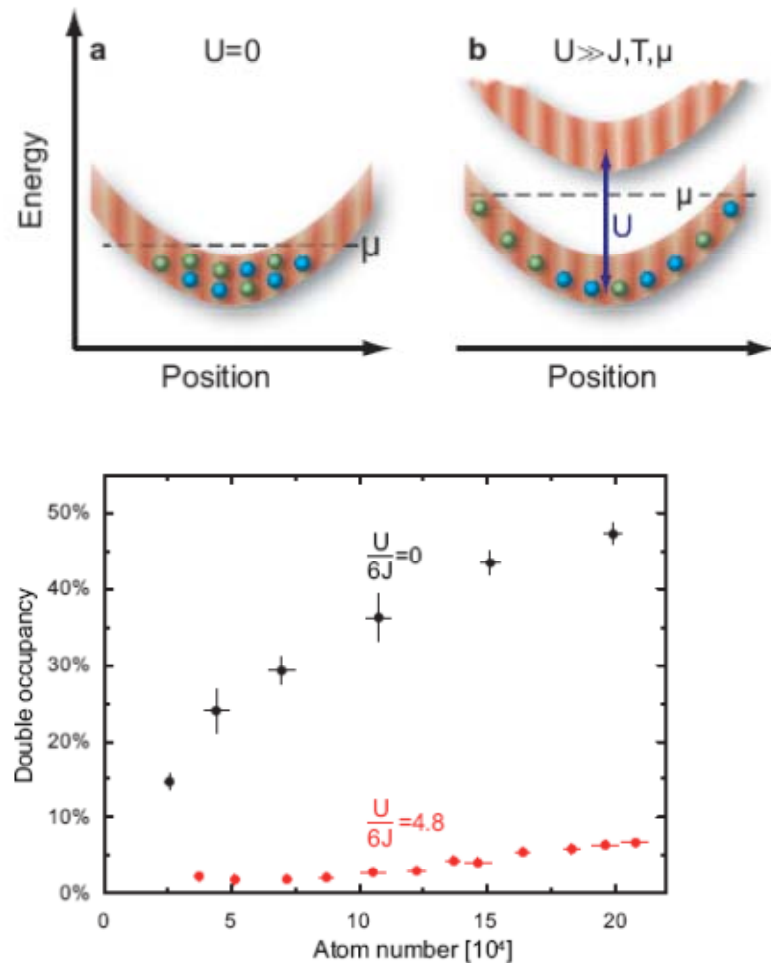 a U=0
b U≫J,T,μ
Energy
μ
μ
U
Position
Position
50%
40%
30%
20%
10%
0%
Double occupancy
U/6J=0
U/6J=4.8
0 5 10 15 20
Atom number [10⁴]